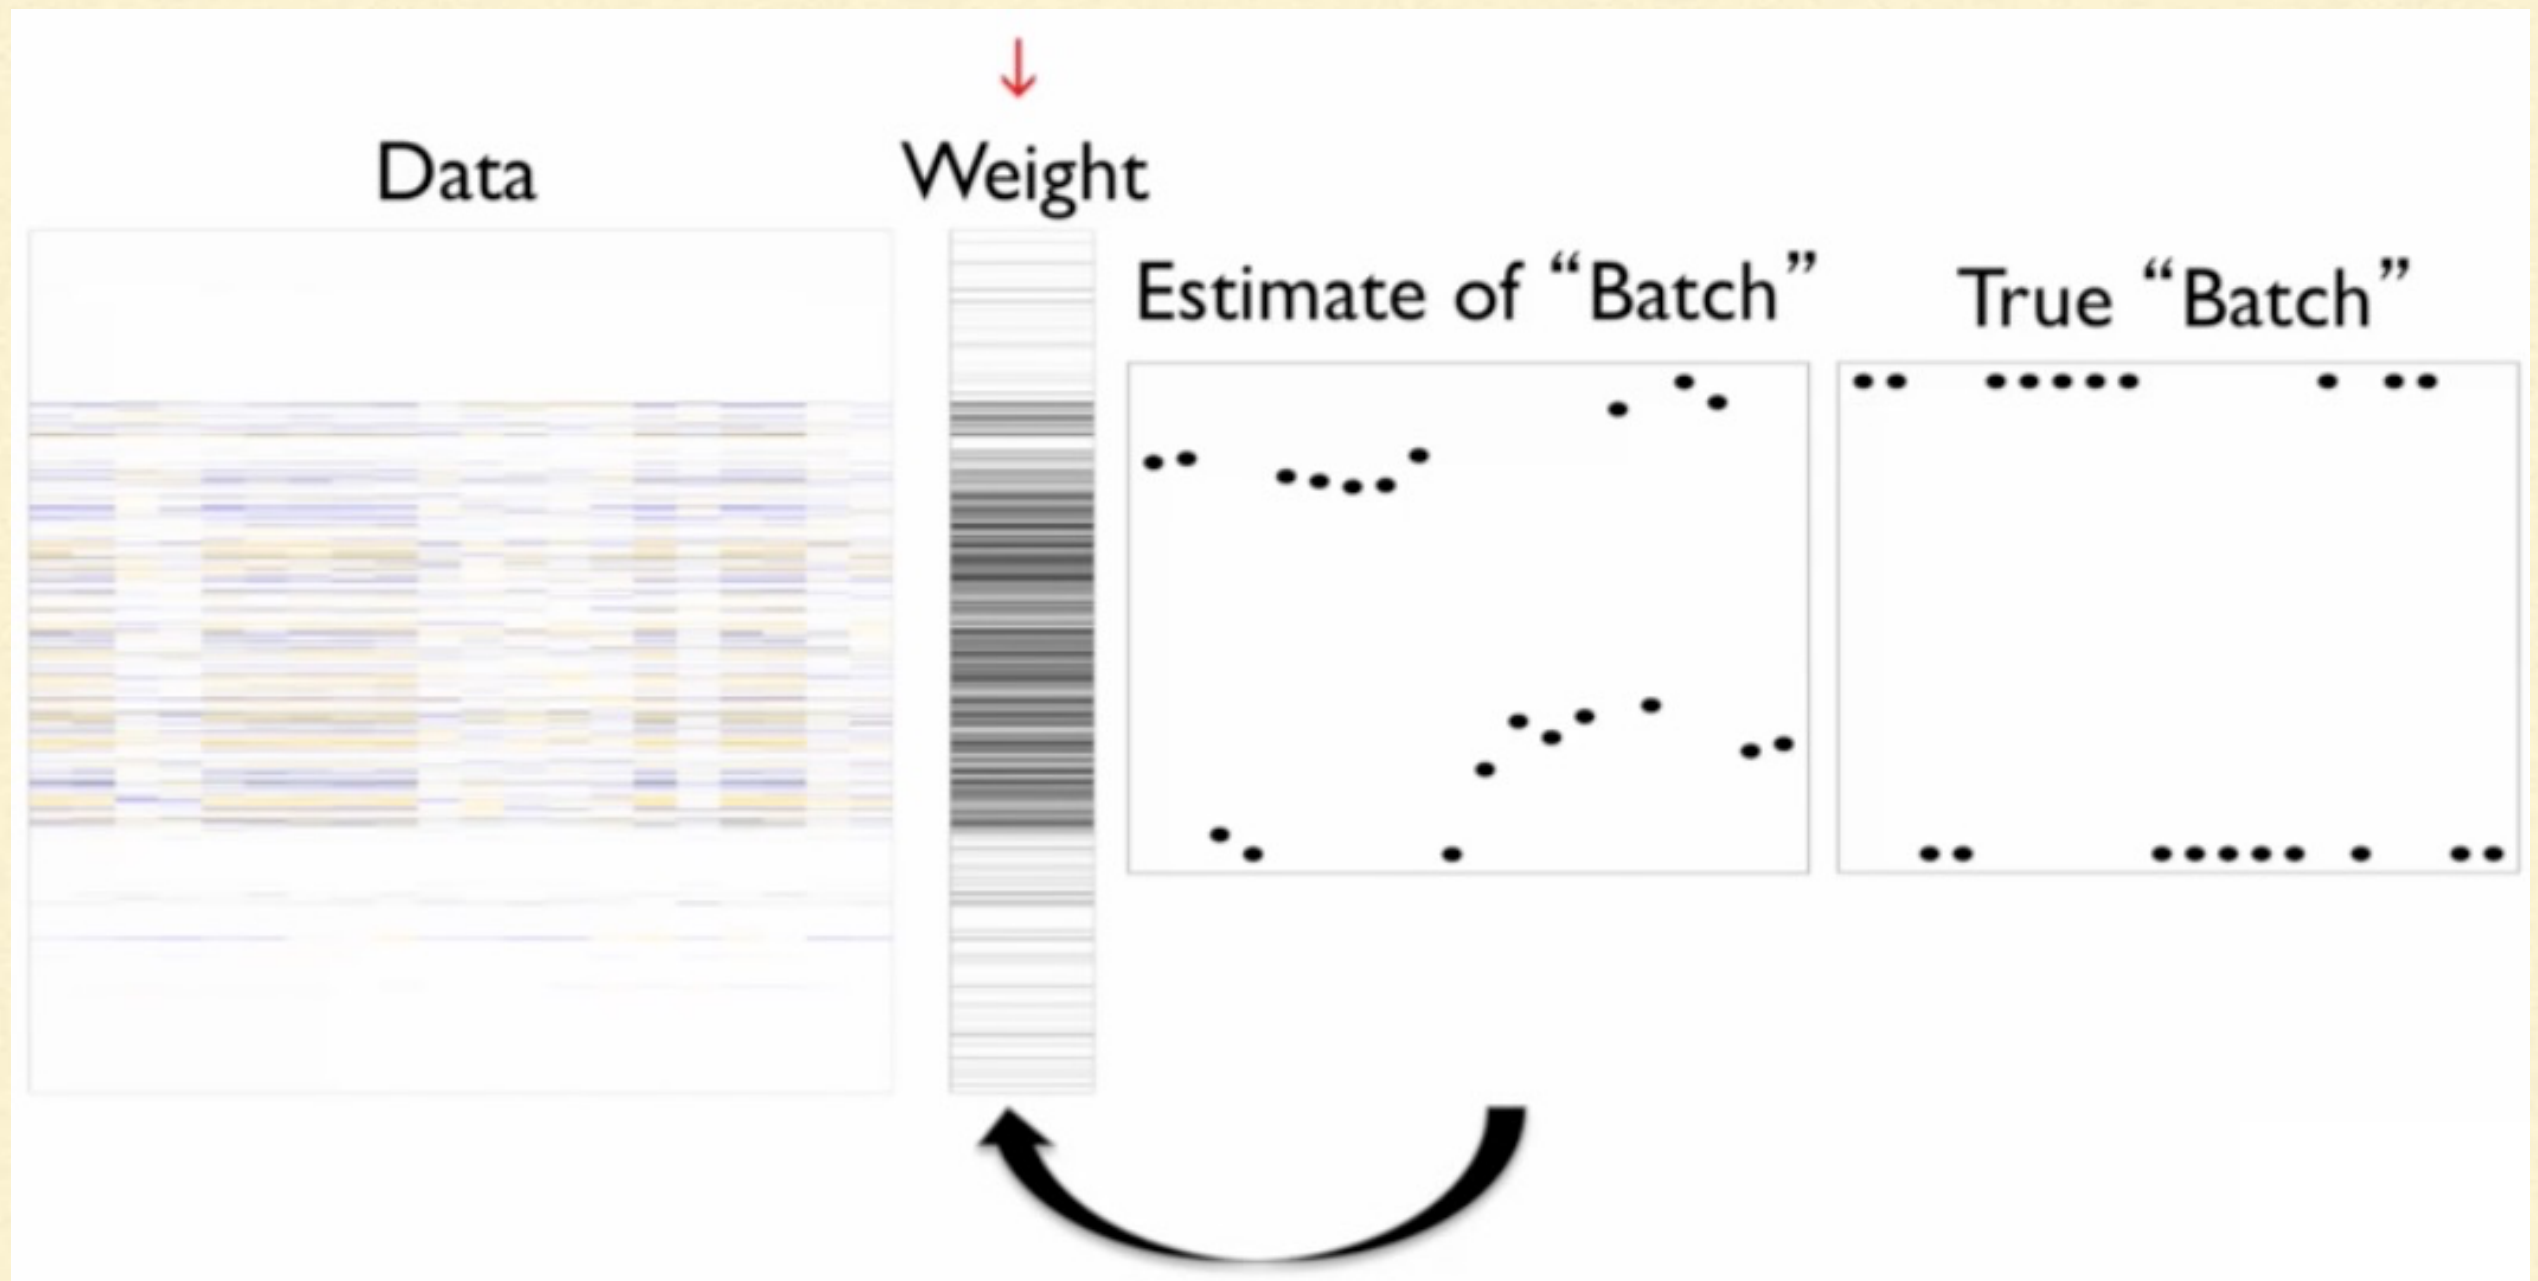 Data
Weight
Estimate of “Batch”
True “Batch”